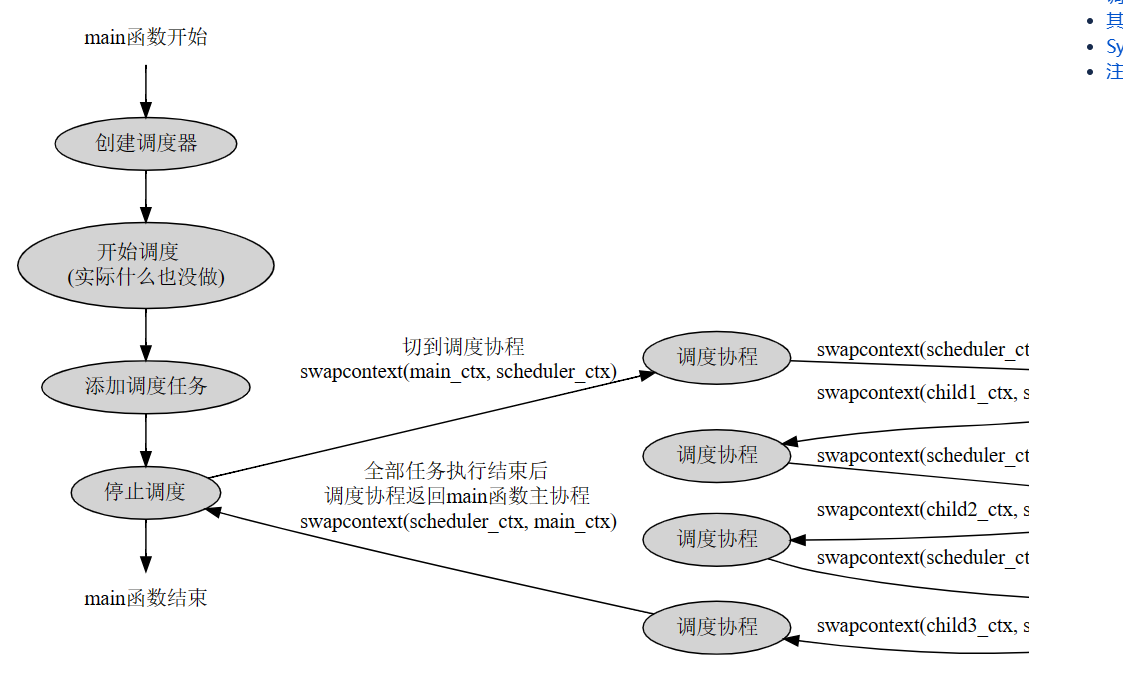 main函数开始
创建调度器
开始调度
(实际什么也没做)
添加调度任务
停止调度
main函数结束
切到调度协程
swapcontext(main_ctx, scheduler_ctx)
全部任务执行结束后
调度协程返回main函数主协程
swapcontext(scheduler_ctx, main_ctx)
调度协程
swapcontext(scheduler_ct
swapcontext(child1_ctx, s
调度协程
swapcontext(scheduler_ct
swapcontext(child2_ctx, s
调度协程
swapcontext(scheduler_ct
swapcontext(child3_ctx, s
调度协程
其
Sy
注